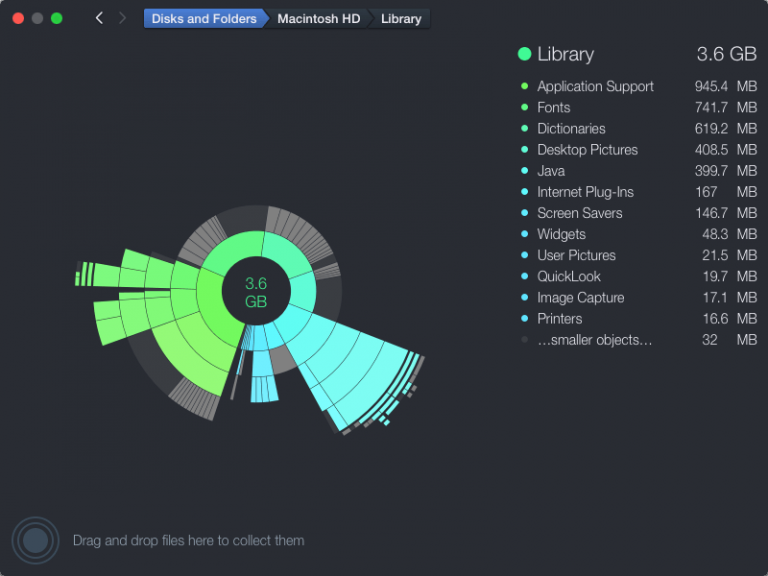 Disks and Folders Macintosh HD Library
Library 3.6 GB
Application Support 945.4 MB
Fonts 741.7 MB
Dictionaries 619.2 MB
Desktop Pictures 408.5 MB
Java 399.7 MB
Internet Plug-Ins 167 MB
Screen Savers 146.7 MB
Widgets 48.3 MB
User Pictures 21.5 MB
QuickLook 19.7 MB
Image Capture 17.1 MB
Printers 16.6 MB
...smaller objects... 32 MB
3.6
GB
Drag and drop files here to collect them